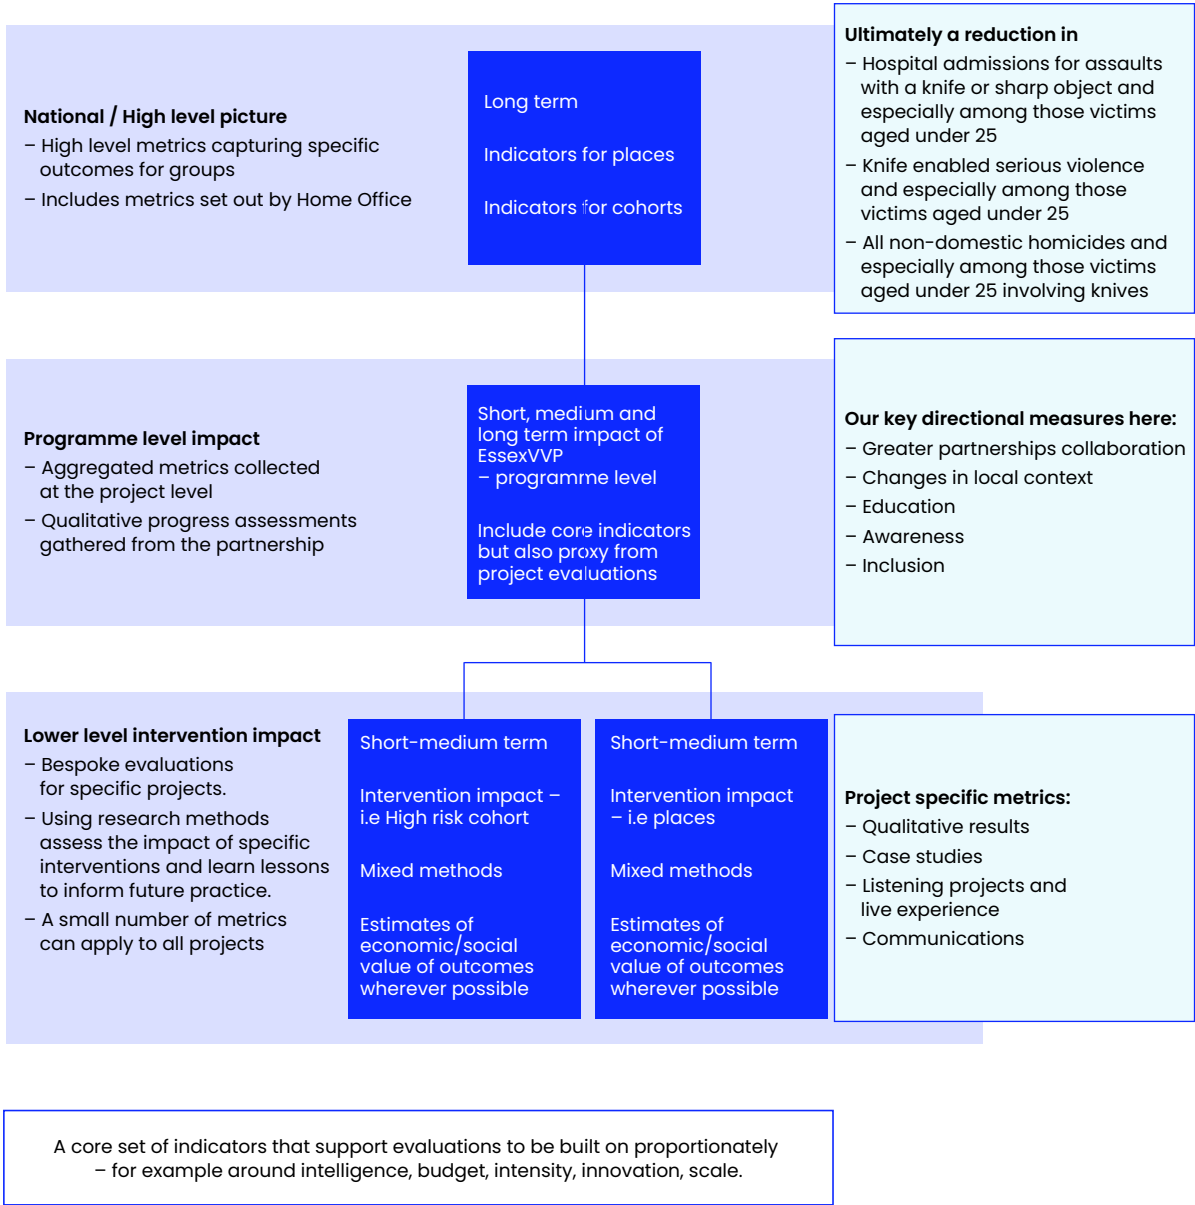 National / High level picture
– High level metrics capturing specific
outcomes for groups
– Includes metrics set out by Home Office
Long term
Indicators for places
Indicators for cohorts
Ultimately a reduction in
– Hospital admissions for assaults
with a knife or sharp object and
especially among those victims
aged under 25
– Knife enabled serious violence
and especially among those
victims aged under 25
– All non-domestic homicides and
especially among those victims
aged under 25 involving knives
Programme level impact
– Aggregated metrics collected
at the project level
– Qualitative progress assessments
gathered from the partnership
Short, medium and
long term impact of
EssexVVP
– programme level
Include core indicators
but also proxy from
project evaluations
Our key directional measures here:
– Greater partnerships collaboration
– Changes in local context
– Education
– Awareness
– Inclusion
Lower level intervention impact
– Bespoke evaluations
for specific projects.
– Using research methods
assess the impact of specific
interventions and learn lessons
to inform future practice.
– A small number of metrics
can apply to all projects
Short-medium term
Intervention impact –
i.e High risk cohort
Mixed methods
Estimates of
economic/social
value of outcomes
wherever possible
Short-medium term
Intervention impact
– i.e places
Mixed methods
Estimates of
economic/social
value of outcomes
wherever possible
Project specific metrics:
– Qualitative results
– Case studies
– Listening projects and
live experience
– Communications
A core set of indicators that support evaluations to be built on proportionately
– for example around intelligence, budget, intensity, innovation, scale.